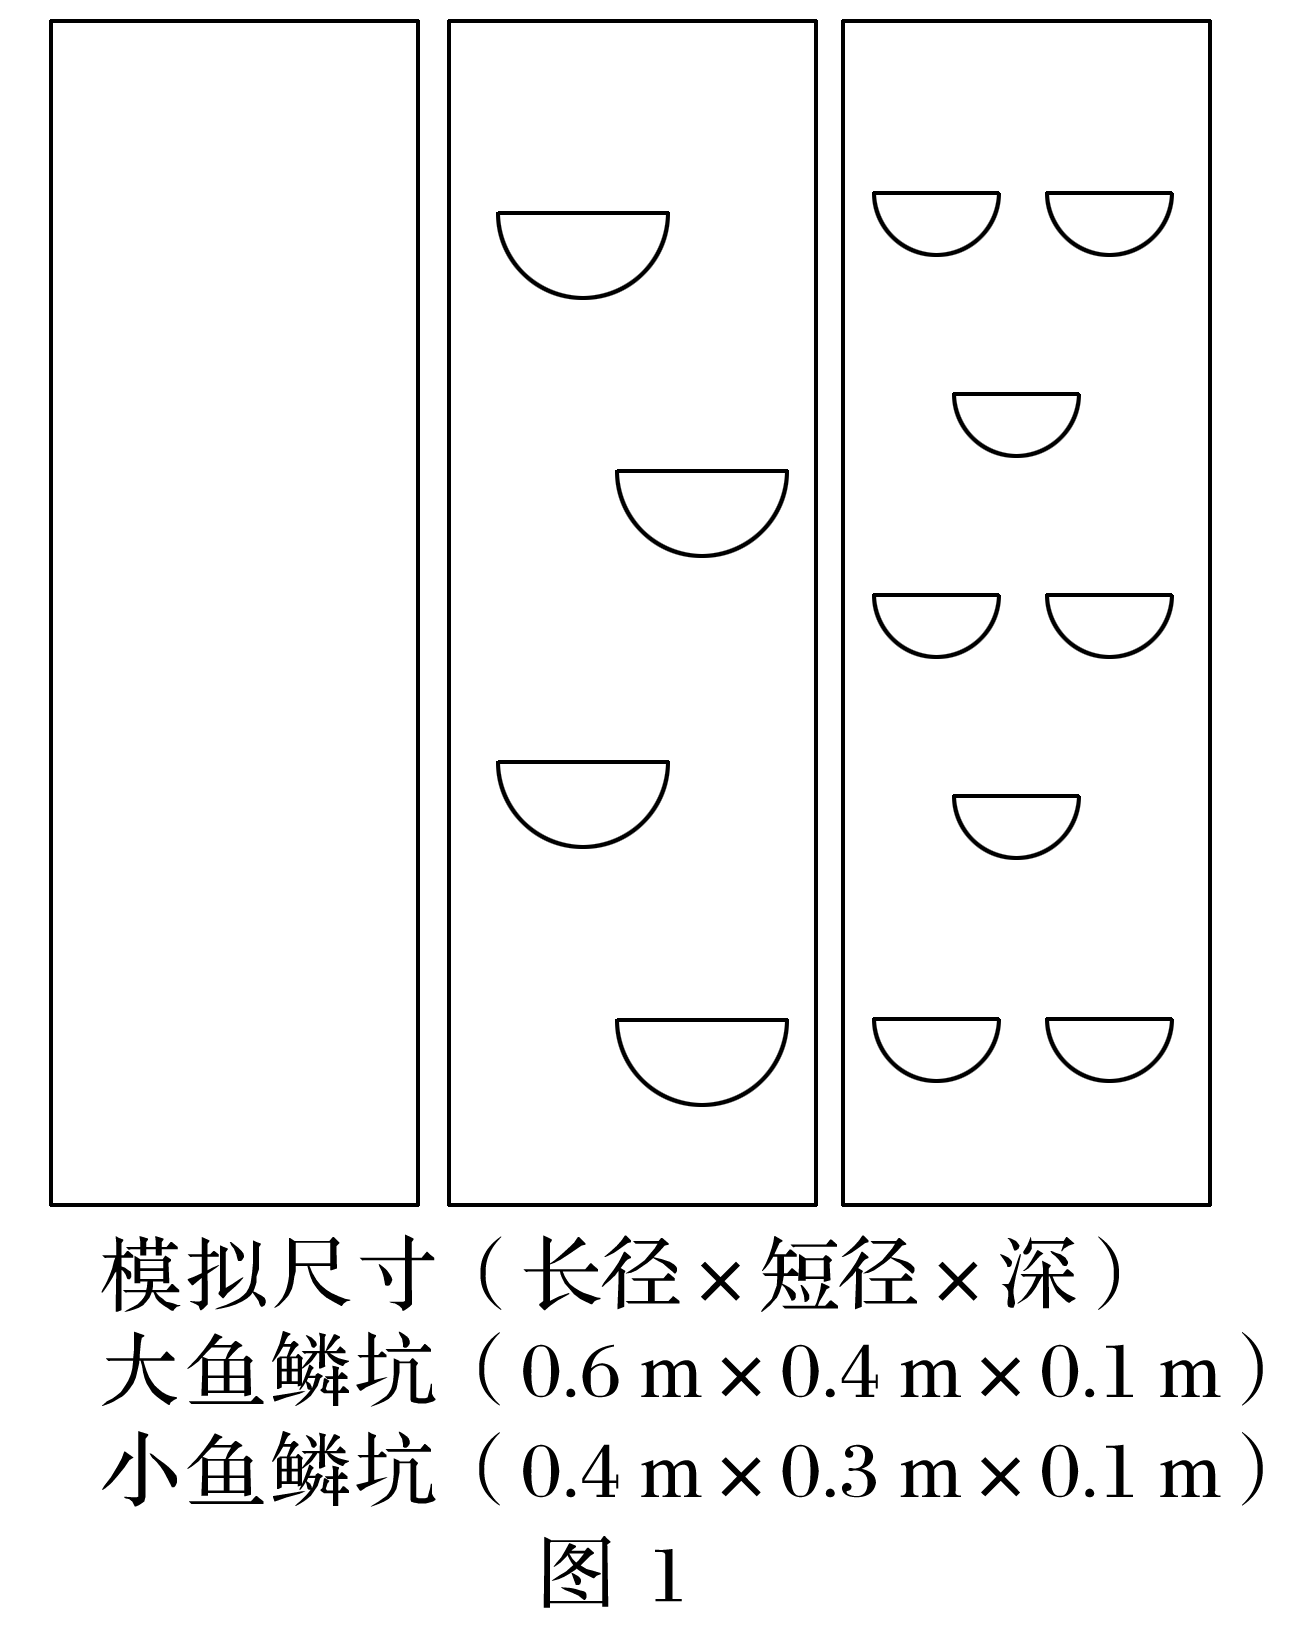 模拟尺寸（长径×短径×深）
大鱼鳞坑（0.6 m×0.4 m×0.1 m）
小鱼鳞坑（0.4 m×0.3 m×0.1 m）
图 1